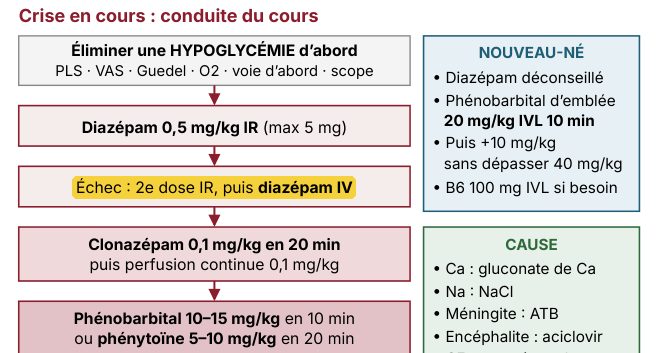 Crise en cours : conduite du cours
Éliminer une HYPOGLYCÉMIE d'abord
PLS · VAS · Guedel · O2 · voie d'abord · scope
Diazépam 0,5 mg/kg IR (max 5 mg)
Échec : 2e dose IR, puis diazépam IV
Clonazépam 0,1 mg/kg en 20 min
puis perfusion continue 0,1 mg/kg)
Phénobarbital 10–15 mg/kg en 10 min
ou phénytoïne 5–10 mg/kg en 20 min
NOUVEAU-NÉ
• Diazépam déconseillé
• Phénobarbital d'emblée
20 mg/kg IVL 10 min
• Puis +10 mg/kg
sans dépasser 40 mg/kg
• B6 100 mg IVL si besoin
CAUSE
• Ca : gluconate de Ca
• Na : NaCl
• Méningite : ATB
• Encéphalite : aciclovir